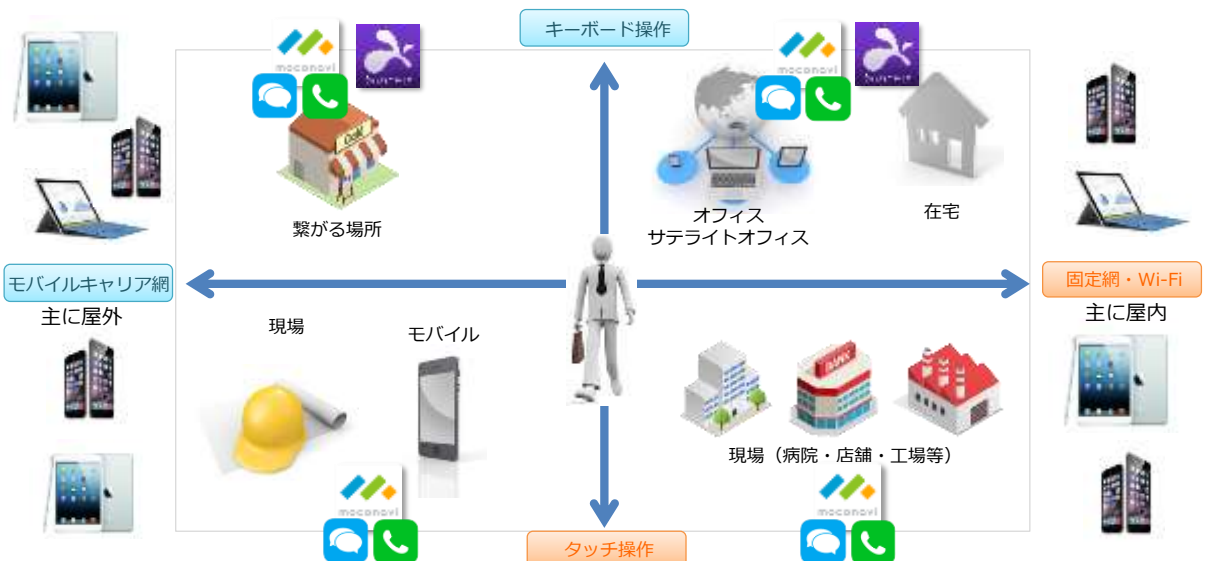 キーボード操作
moconavi
moconavi
Café
繋がる場所
オフィス
サテライトオフィス
在宅
モバイルキャリア網
主に屋外
固定網・Wi-Fi
主に屋内
現場
モバイル
BANK
現場（病院・店舗・工場等）
moconavi
moconavi
タッチ操作